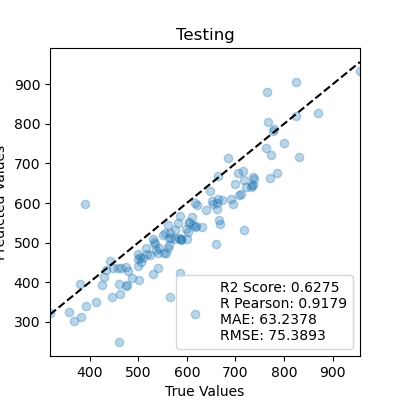 Testing
Predicted Values
900
800
700
600
500
400
300
R2 Score: 0.6275
R Pearson: 0.9179
MAE: 63.2378
RMSE: 75.3893
400 500 600 700 800 900
True Values